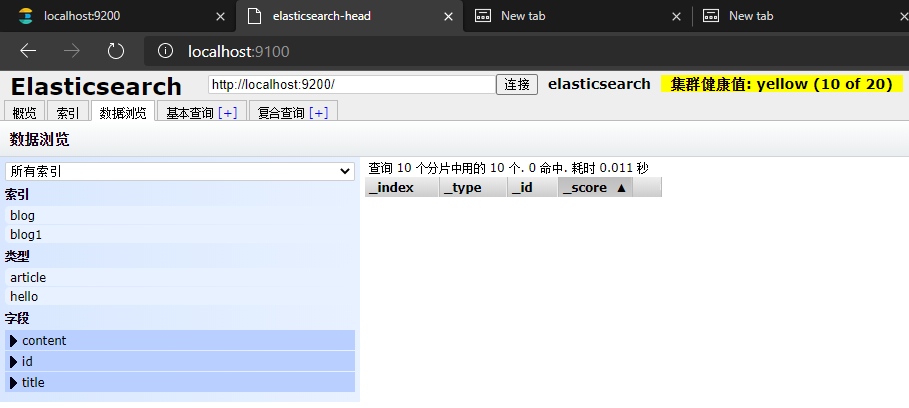 localhost:9200
elasticsearch-head
New tab
New tab
localhost:9100
Elasticsearch
http://localhost:9200/
连接
elasticsearch
集群健康值: yellow (10 of 20)
概览
索引
数据浏览
基本查询 [+]
复合查询 [+]
数据浏览
所有索引
索引
blog
blog1
类型
article
hello
字段
content
id
title
查询 10 个分片中用的 10 个. 0 命中. 耗时 0.011 秒
_index
_type
_id
_score ▲